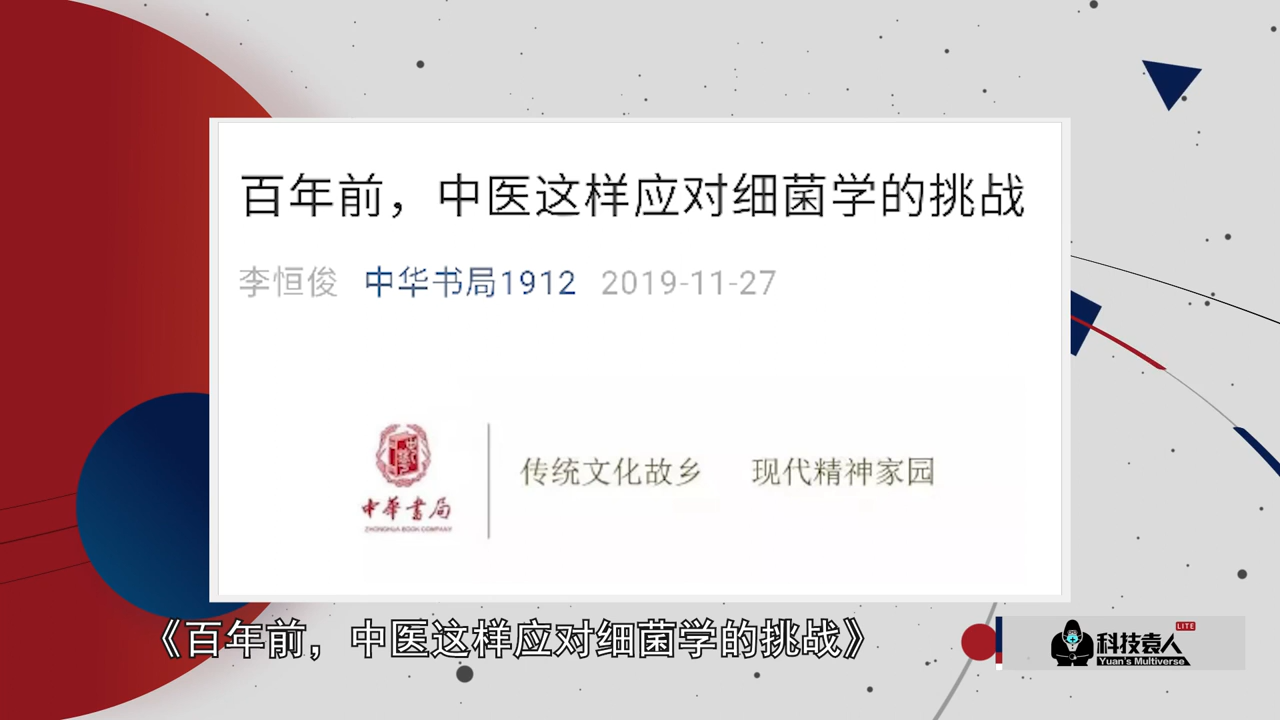 百年前，中医这样应对细菌学的挑战
李恒俊 中华书局1912 2019-11-27
中華書局
ZHONGHUA BOOK COMPANY
传统文化故乡 现代精神家园
《百年前，中医这样应对细菌学的挑战》
科技袁人 LITE
Yuan's Multiverse